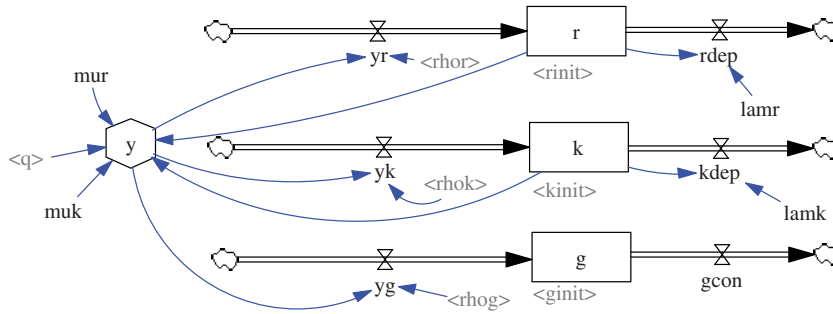 r
yr
<rhor>
<rinit>
rdep
mur
lamr
y
k
<q>
yk
<rhok>
<kinit>
kdep
muk
lamk
g
yg
<rhog>
<ginit>
gcon